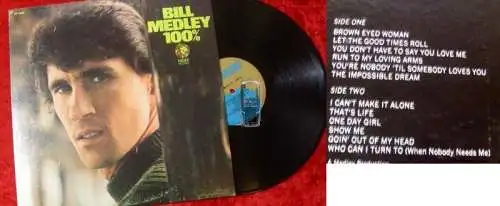 BILL
MEDLEY
100%
MGM
SIDE ONE
BROWN EYED WOMAN
LET THE GOOD TIMES ROLL
YOU DON'T HAVE TO SAY YOU LOVE ME
RUN TO MY LOVING ARMS
YOU'RE NOBODY 'TIL SOMEBODY LOVES YOU
THE IMPOSSIBLE DREAM
SIDE TWO
I CAN'T MAKE IT ALONE
THAT'S LIFE
ONE DAY GIRL
SHOW ME
GOIN' OUT OF MY HEAD
WHO CAN I TURN TO (When Nobody Needs Me)
A Medley Production